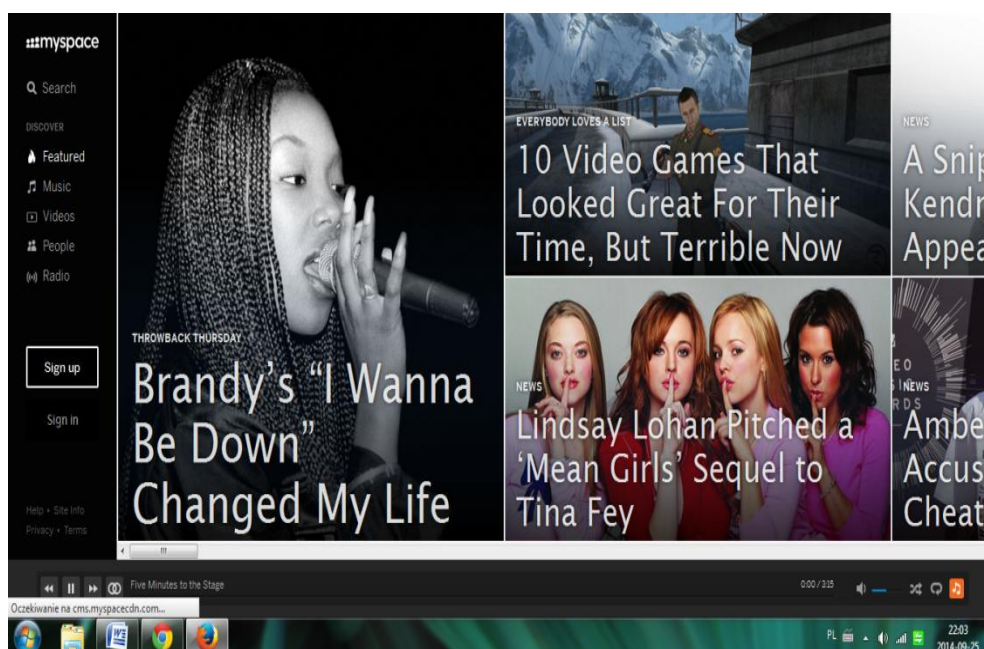 myspace
Search
DISCOVER
Featured
Music
Videos
People
Radio
Sign up
Sign in
Help • Site Info
Privacy • Terms
THROWBACK THURSDAY
Brandy's “I Wanna
Be Down”
Changed My Life
EVERYBODY LOVES A LIST
10 Video Games That
Looked Great For Their
Time, But Terrible Now
NEWS
Lindsay Lohan Pitched a
‘Mean Girls’ Sequel to
Tina Fey
NEWS
A Snip
Kendr
Appea
NEWS
Ambe
Accus
Cheat
Five Minutes to the Stage
0:00 / 3:15
Oczekiwanie na cms.myspacecdn.com...
PL
22:03
2014-09-25